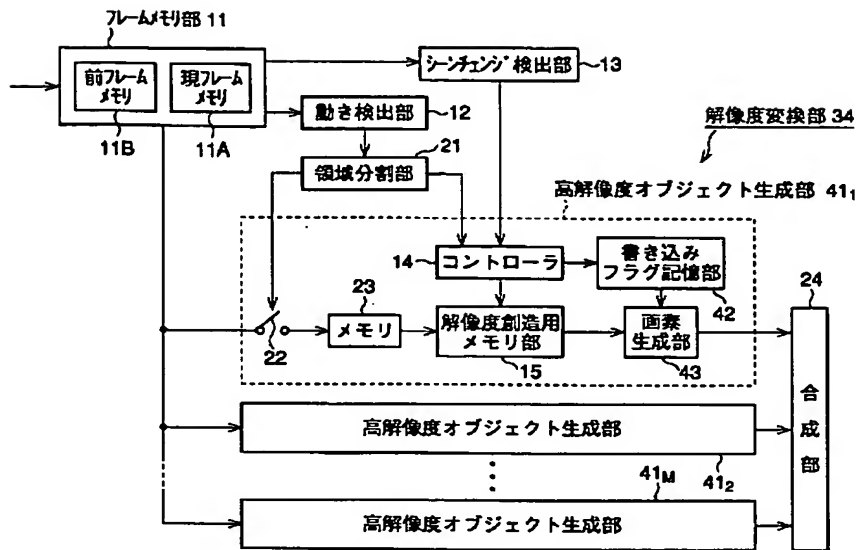 フレームメモリ部 11
前フレーム
メモリ
現フレーム
メモリ
11B
11A
シーンチェンジ検出部
13
動き検出部
12
解像度変換部 34
21
領域分割部
高解像度オブジェクト生成部 41₁
14
コントローラ
書き込み
フラグ記憶部
42
24
23
22
メモリ
解像度創造用
メモリ部
15
画素
生成部
43
合成部
高解像度オブジェクト生成部
41₂
41M
高解像度オブジェクト生成部